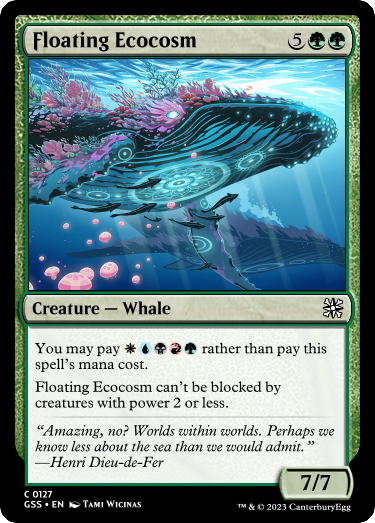 Floating Ecocosm 5
Creature — Whale
You may pay rather than pay this
spell's mana cost.
Floating Ecocosm can't be blocked by
creatures with power 2 or less.
“Amazing, no? Worlds within worlds. Perhaps we
know less about the sea than we would admit.”
—Henri Dieu-de-Fer
7/7
C 0127
GSS • EN Tami Wicinas
™ & © 2023 CanterburyEgg